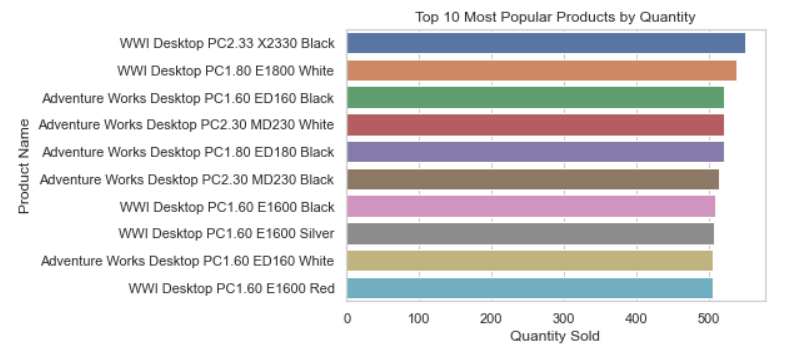 Top 10 Most Popular Products by Quantity
Product Name
WWI Desktop PC2.33 X2330 Black
WWI Desktop PC1.80 E1800 White
Adventure Works Desktop PC1.60 ED160 Black
Adventure Works Desktop PC2.30 MD230 White
Adventure Works Desktop PC1.80 ED180 Black
Adventure Works Desktop PC2.30 MD230 Black
WWI Desktop PC1.60 E1600 Black
WWI Desktop PC1.60 E1600 Silver
Adventure Works Desktop PC1.60 ED160 White
WWI Desktop PC1.60 E1600 Red
0 100 200 300 400 500
Quantity Sold